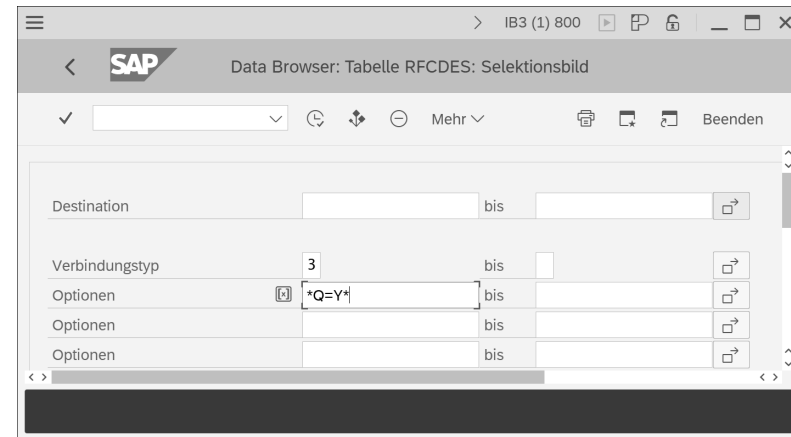 IB3 (1) 800
SAP
Data Browser: Tabelle RFCDES: Selektionsbild
Mehr
Beenden
Destination bis
Verbindungstyp 3 bis
Optionen *Q=Y* bis
Optionen bis
Optionen bis